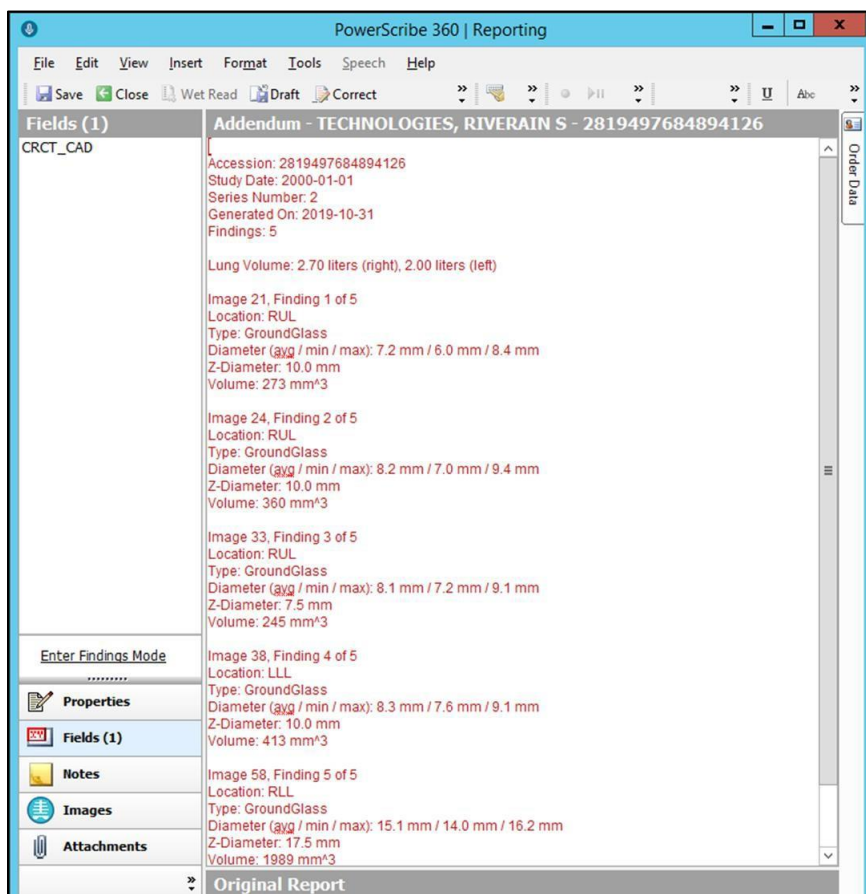 PowerScribe 360 | Reporting
File Edit View Insert Format Tools Speech Help
Save Close Wet Read Draft Correct U Abc
Fields (1)
CRCT_CAD
Addendum - TECHNOLOGIES, RIVERAIN S - 2819497684894126
Order Data
[
Accession: 2819497684894126
Study Date: 2000-01-01
Series Number: 2
Generated On: 2019-10-31
Findings: 5
Lung Volume: 2.70 liters (right), 2.00 liters (left)
Image 21, Finding 1 of 5
Location: RUL
Type: GroundGlass
Diameter (avg / min / max): 7.2 mm / 6.0 mm / 8.4 mm
Z-Diameter: 10.0 mm
Volume: 273 mm^3
Image 24, Finding 2 of 5
Location: RUL
Type: GroundGlass
Diameter (avg / min / max): 8.2 mm / 7.0 mm / 9.4 mm
Z-Diameter: 10.0 mm
Volume: 360 mm^3
Image 33, Finding 3 of 5
Location: RUL
Type: GroundGlass
Diameter (avg / min / max): 8.1 mm / 7.2 mm / 9.1 mm
Z-Diameter: 7.5 mm
Volume: 245 mm^3
Image 38, Finding 4 of 5
Location: LLL
Type: GroundGlass
Diameter (avg / min / max): 8.3 mm / 7.6 mm / 9.1 mm
Z-Diameter: 10.0 mm
Volume: 413 mm^3
Image 58, Finding 5 of 5
Location: RLL
Type: GroundGlass
Diameter (avg / min / max): 15.1 mm / 14.0 mm / 16.2 mm
Z-Diameter: 17.5 mm
Volume: 1989 mm^3
Enter Findings Mode
Properties
Fields (1)
Notes
Images
Attachments
Original Report